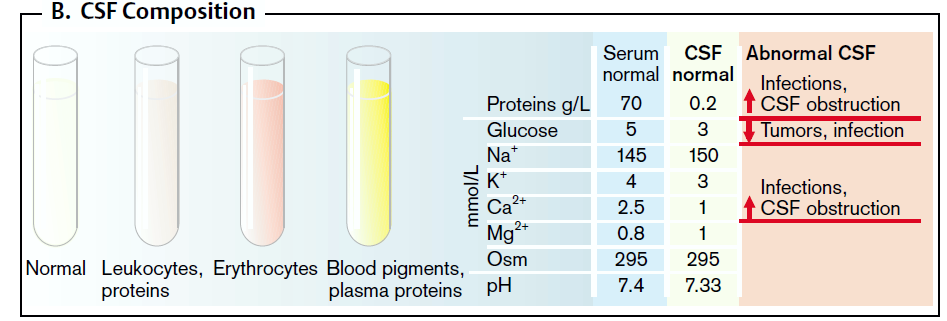 B. CSF Composition
Serum normal CSF normal Abnormal CSF
Proteins g/L 70 0.2 Infections, CSF obstruction
mmol/L
Glucose 5 3 Tumors, infection
Na⁺ 145 150
K⁺ 4 3
Ca²⁺ 2.5 1 Infections, CSF obstruction
Mg²⁺ 0.8 1
Osm 295 295
pH 7.4 7.33
Normal Leukocytes, proteins Erythrocytes Blood pigments, plasma proteins